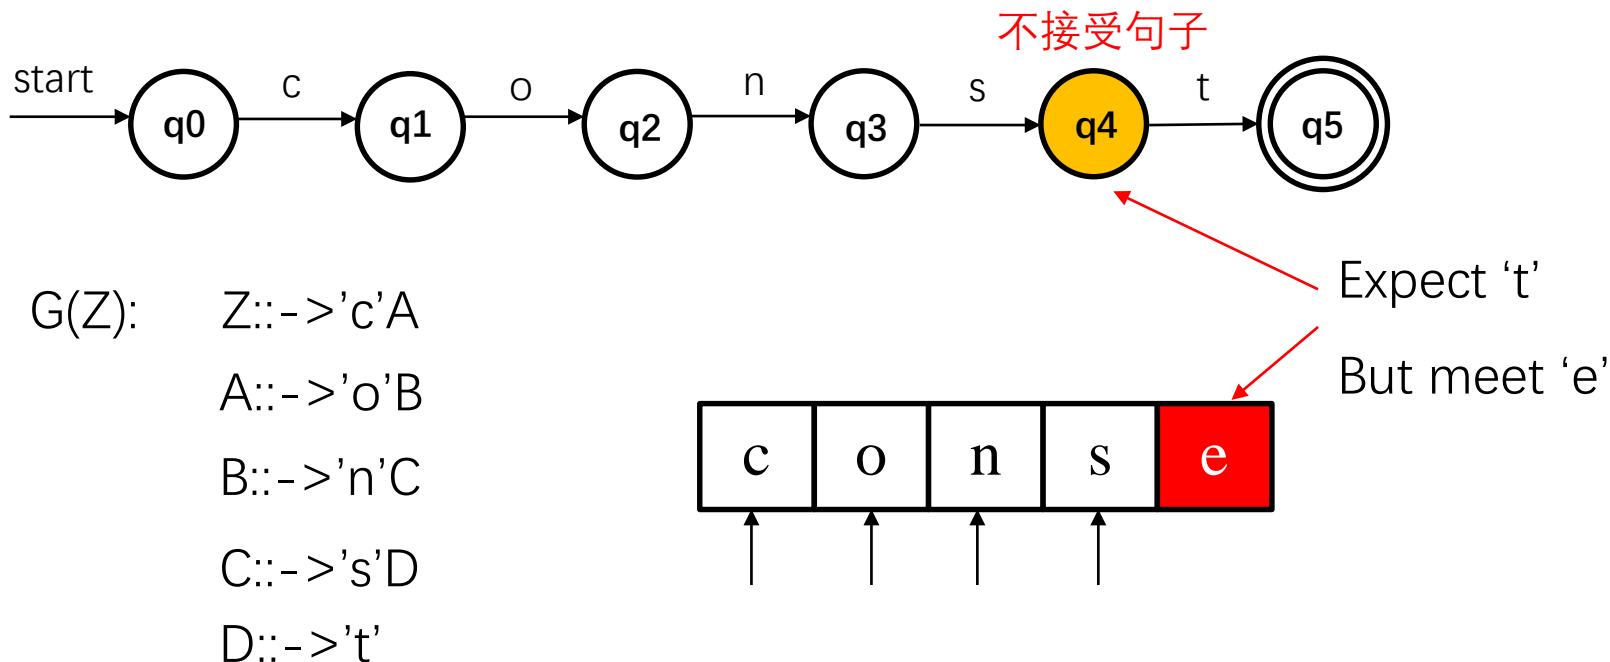 不接受句子
start c o n s t
q0 q1 q2 q3 q4 q5
Expect ‘t’
G(Z): Z::->’c’A
But meet ‘e’
A::->’o’B
c o n s e
B::->’n’C
C::->’s’D
D::->’t’